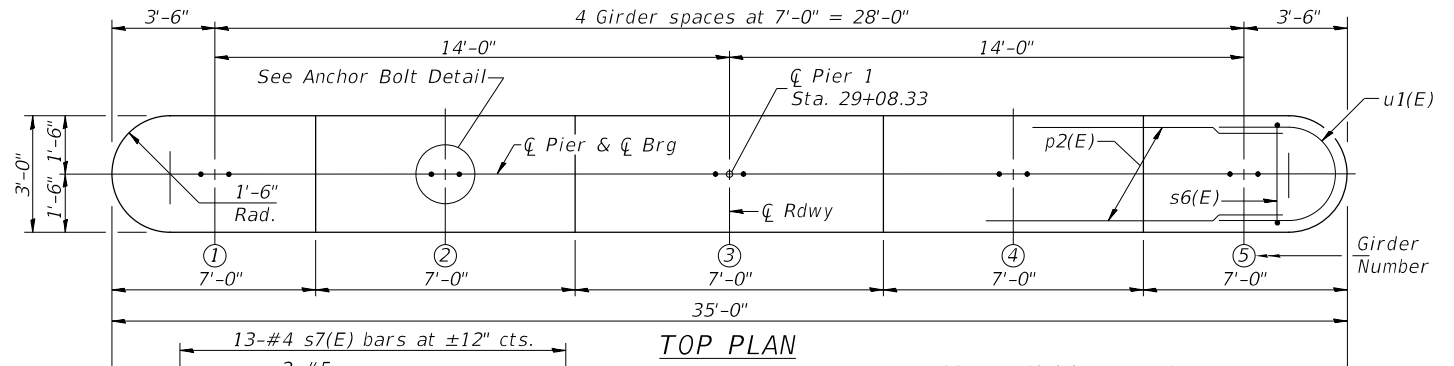 3'-6"
4 Girder spaces at 7'-0" = 28'-0"
3'-6"
14'-0"
14'-0"
See Anchor Bolt Detail
℄ Pier 1
Sta. 29+08.33
u1(E)
3'-0"
1'-6"
1'-6"
℄ Pier & ℄ Brg
p2(E)
1'-6"
Rad.
s6(E)
℄ Rdwy
1
2
3
4
5
Girder
Number
7'-0"
7'-0"
7'-0"
7'-0"
7'-0"
35'-0"
13-#4 s7(E) bars at ±12" cts.
TOP PLAN